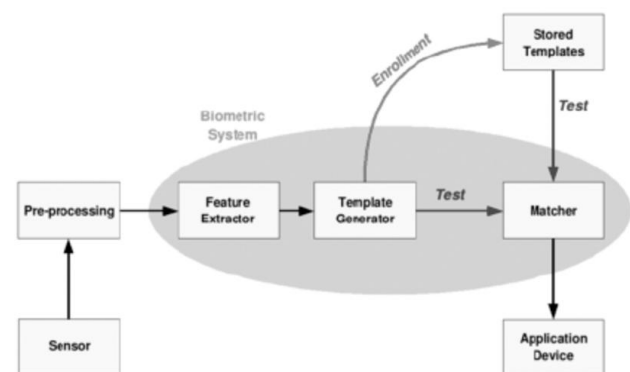 Stored
Templates
Enrollment
Test
Biometric
System
Pre-processing
Feature
Extractor
Template
Generator
Test
Matcher
Sensor
Application
Device